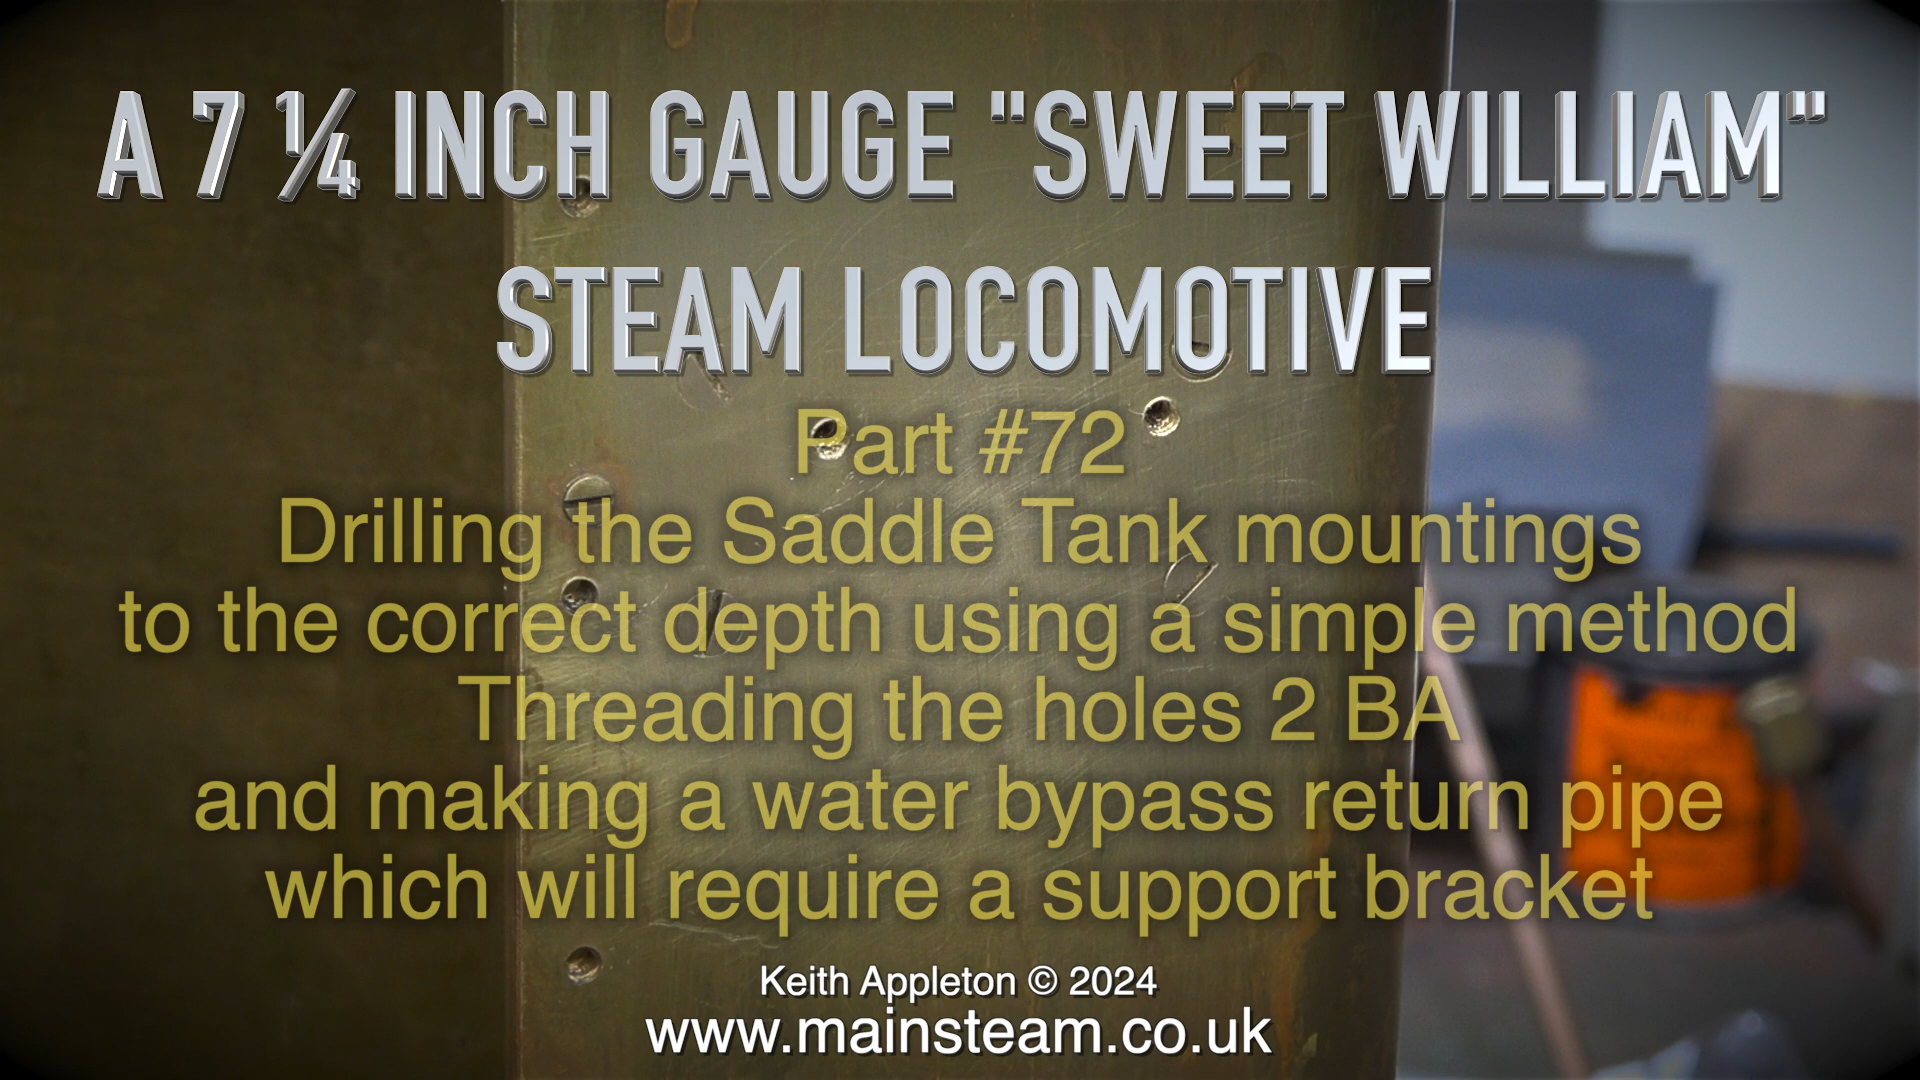 A 7 ¼ INCH GAUGE "SWEET WILLIAM"
STEAM LOCOMOTIVE
Part #72
Drilling the Saddle Tank mountings
to the correct depth using a simple method
Threading the holes 2 BA
and making a water bypass return pipe
which will require a support bracket
Keith Appleton © 2024
www.mainsteam.co.uk